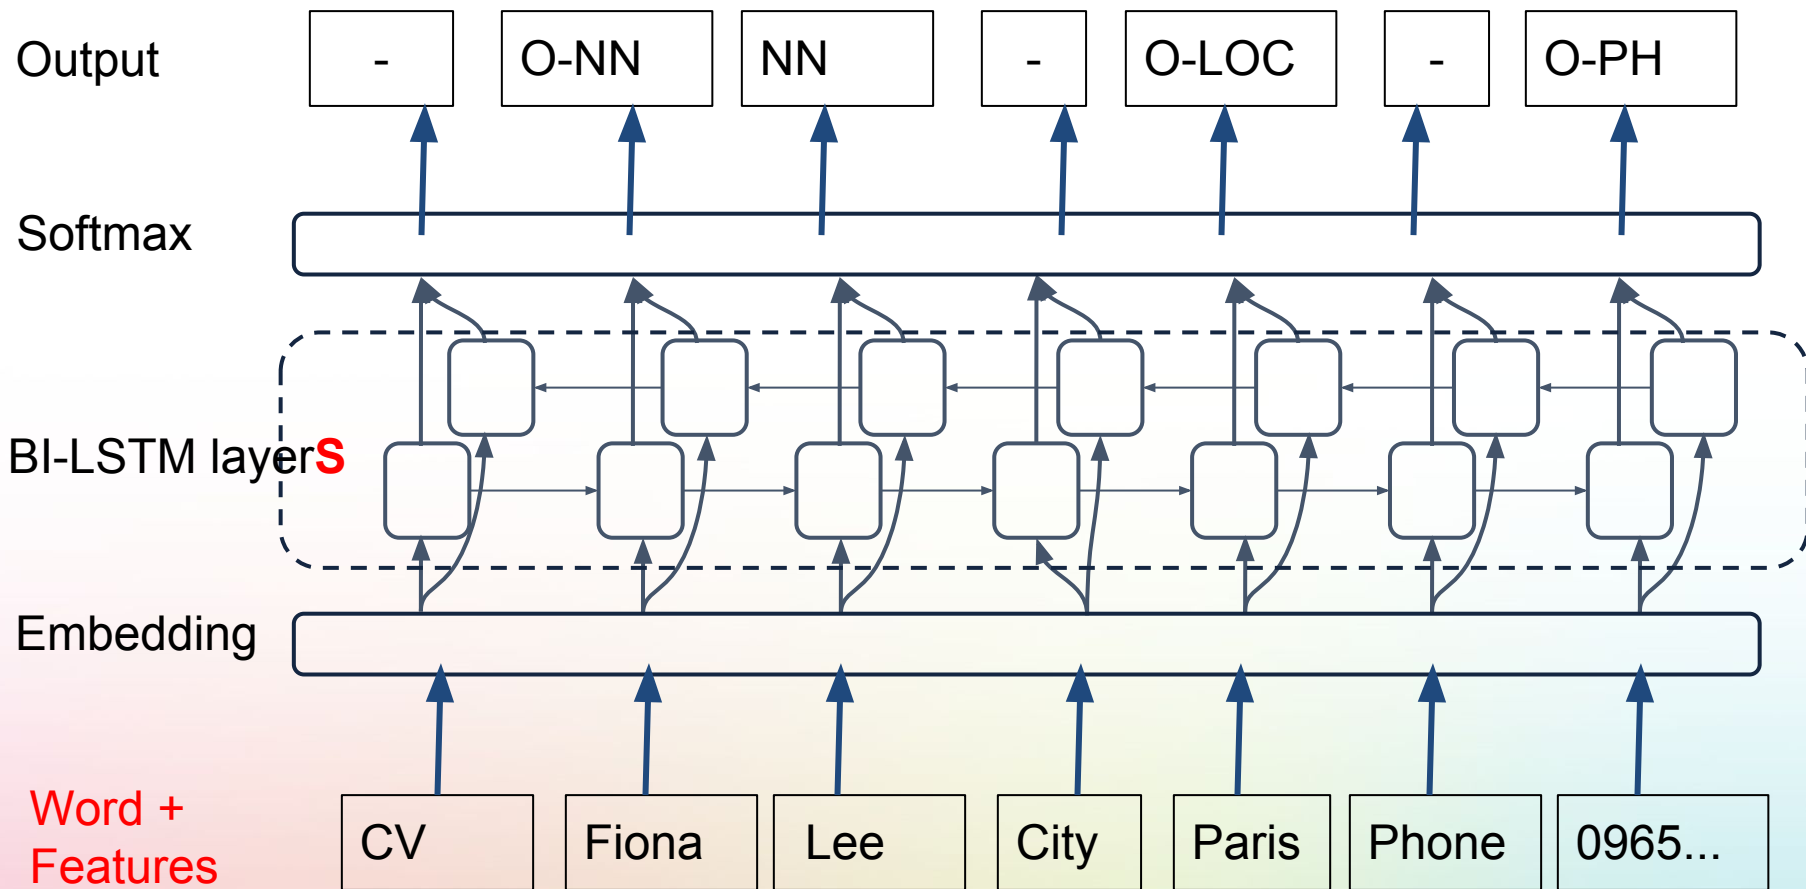 Output - O-NN NN - O-LOC - O-PH
Softmax
BI-LSTM layerS
Embedding
Word +
Features
CV Fiona Lee City Paris Phone 0965...